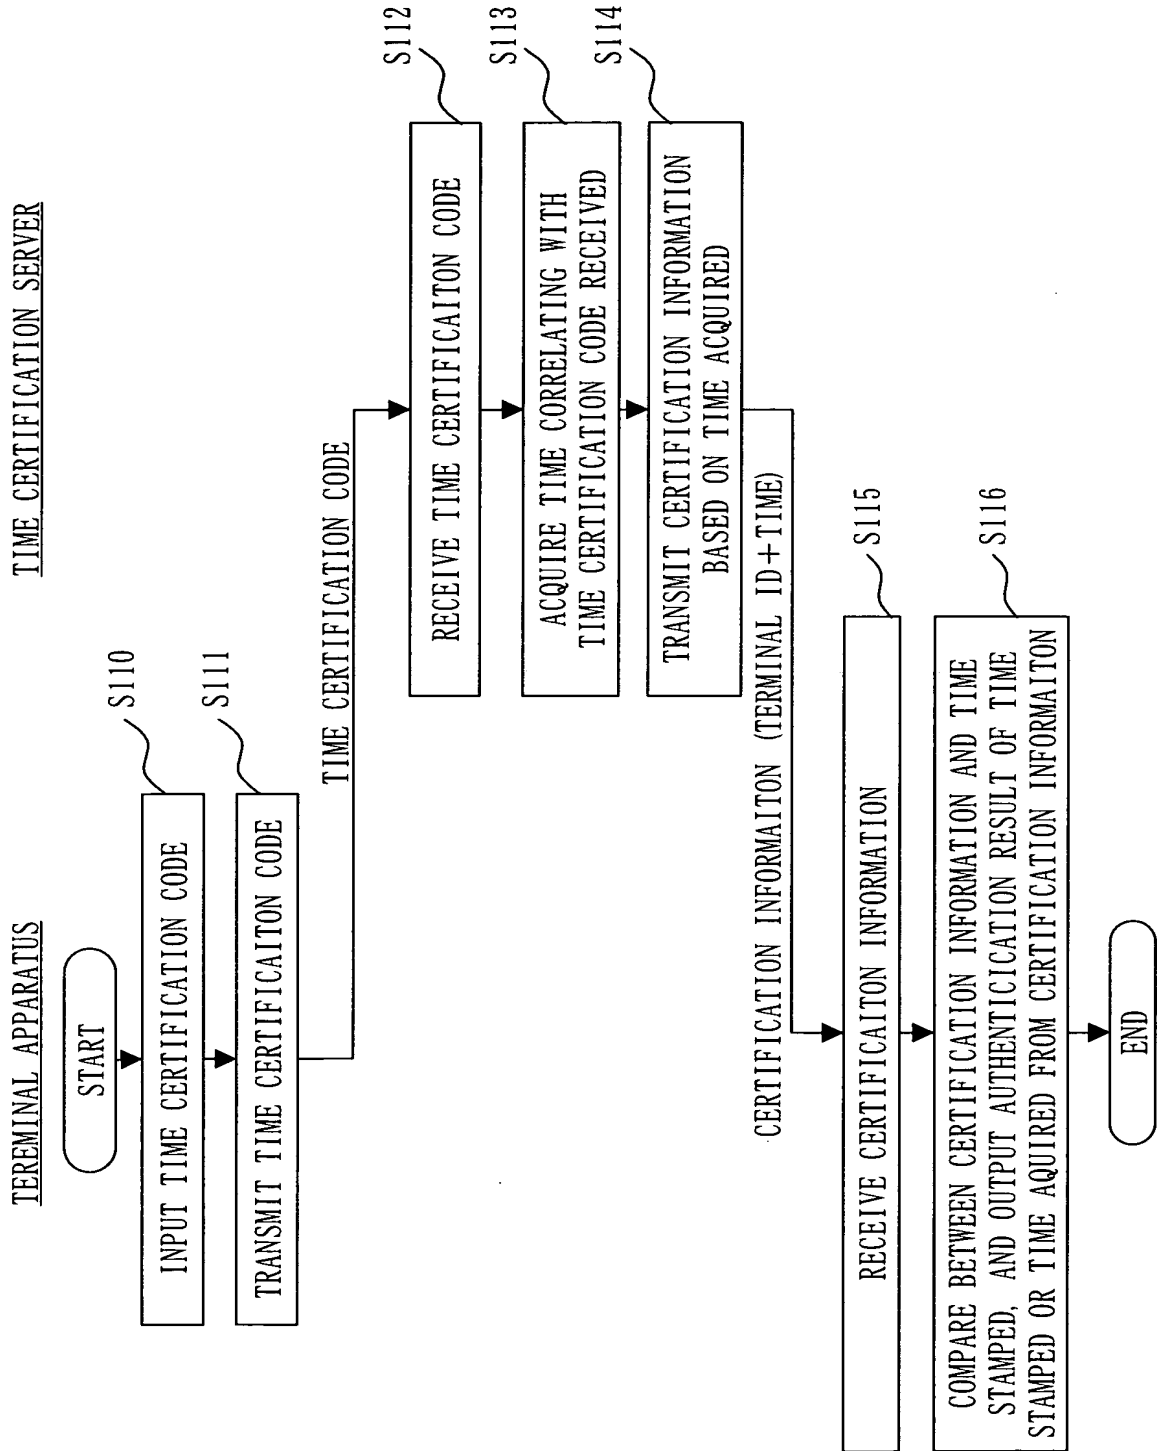 TEREMINAL APPARATUS
TIME CERTIFICATION SERVER
START
INPUT TIME CERTIFICATION CODE
S110
TRANSMIT TIME CERTIFICAITON CODE
S111
TIME CERTIFICATION CODE
RECEIVE TIME CERTIFICAITON CODE
S112
ACQUIRE TIME CORRELATING WITH
TIME CERTIFICATION CODE RECEIVED
S113
TRANSMIT CERTIFICATION INFORMATION
BASED ON TIME ACQUIRED
S114
CERTIFICATION INFORMAITON (TERMINAL ID+TIME)
RECEIVE CERTIFICAITON INFORMATION
S115
COMPARE BETWEEN CERTIFICATION INFORMATION AND TIME
STAMPED, AND OUTPUT AUTHENTICICATION RESULT OF TIME
STAMPED OR TIME AQUIRED FROM CERTIFICATION INFORMAITON
S116
END